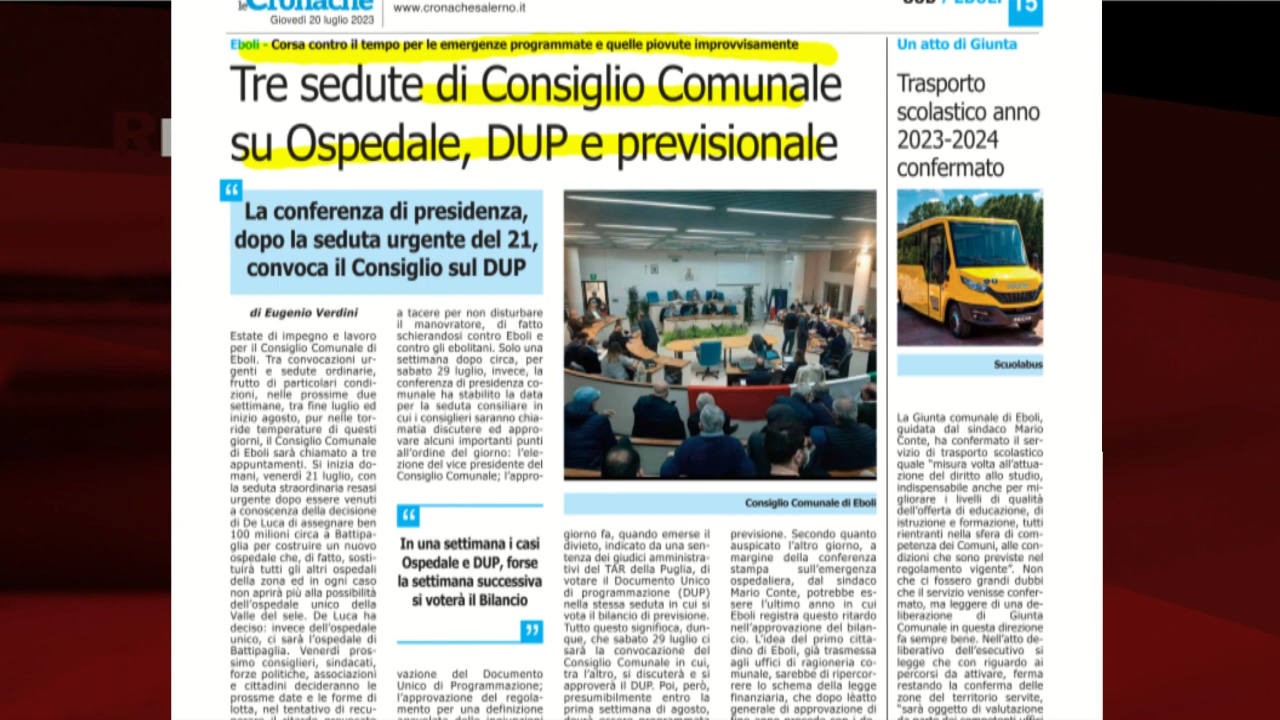 le Cronache
Giovedì 20 luglio 2023
www.cronachesalerno.it
15
Eboli - Corsa contro il tempo per le emergenze programmate e quelle piovute improvvisamente
Tre sedute di Consiglio Comunale
su Ospedale, DUP e previsionale
“
La conferenza di presidenza,
dopo la seduta urgente del 21,
convoca il Consiglio sul DUP
di Eugenio Verdini
Estate di impegno e lavoro
per il Consiglio Comunale di
Eboli. Tra convocazioni ur-
genti e sedute ordinarie,
frutto di particolari condi-
zioni, nelle prossime due
settimane, tra fine luglio ed
inizio agosto, pur nelle tor-
ride temperature di questi
giorni, il Consiglio Comunale
di Eboli sarà chiamato a tre
appuntamenti. Si inizia do-
mani, venerdì 21 luglio, con
la seduta straordinaria resasi
urgente dopo essere venuti
a conoscenza della decisione
di De Luca di assegnare ben
100 milioni circa a Battipa-
glia per costruire un nuovo
ospedale che, di fatto, sosti-
tuirà tutti gli altri ospedali
della zona ed in ogni caso
non aprirà più alla possibilità
dell'ospedale unico della
Valle del sele. De Luca ha
deciso: invece dell'ospedale
unico, ci sarà l'ospedale di
Battipaglia. Venerdì pros-
simo consiglieri, sindacati,
forze politiche, associazioni
e cittadini decideranno le
prossme date e le forme di
lotta, nel tentativo di recu-
a tacere per non disturbare
il manovratore, di fatto
schierandosi contro Eboli e
contro gli ebolitani. Solo una
settimana dopo circa, per
sabato 29 luglio, invece, la
conferenza di presidenza co-
munale ha stabilito la data
per la seduta consiliare in
cui i consiglieri saranno chia-
matia discutere ed appro-
vare alcuni importanti punti
all'ordine del giorno: l'ele-
zione del vice presidente del
Consiglio Comunale; l'appro-
“
In una settimana i casi
Ospedale e DUP, forse
la settimana successiva
si voterà il Bilancio
”
vazione del Documento
Unico di Programmazione;
l'approvazione del regola-
mento per una definizione
Consiglio Comunale di Eboli
giorno fa, quando emerse il
divieto, indicato da una sen-
tenza dei giudici amministra-
tivi del TAR della Puglia, di
votare il Documento Unico
di programmazione (DUP)
nella stessa seduta in cui si
vota il bilancio di previsione.
Tutto questo significa, dun-
que, che sabato 29 luglio ci
sarà la convocazione del
Consiglio Comunale in cui,
tra l'altro, si discuterà e si
approverà il DUP. Poi, però,
presumibilmente entro la
prima settimana di agosto,
previsione. Secondo quanto
auspicato l'altro giorno, a
margine della conferenza
stampa sull'emergenza
ospedaliera, dal sindaco
Mario Conte, potrebbe es-
sere l'ultimo anno in cui
Eboli registra questo ritardo
nell'approvazione del bilan-
cio. L'idea del primo citta-
dino di Eboli, già trasmessa
agli uffici di ragioneria co-
munale, sarebbe di ripercor-
rere lo schema della legge
finanziaria, che dopo lèatto
generale di approvazione di
Un atto di Giunta
Trasporto
scolastico anno
2023-2024
confermato
Scuolabus
La Giunta comunale di Eboli,
guidata dal sindaco Mario
Conte, ha confermato il ser-
vizio di trasporto scolastico
quale “misura volta all'attua-
zione del diritto allo studio,
indispensabile anche per mi-
gliorare i livelli di qualità
dell'offerta di educazione, di
istruzione e formazione, tutti
rientranti nella sfera di com-
petenza dei Comuni, alle con-
dizioni che sono previste nel
regolamento vigente”. Non
che ci fossero grandi dubbi
che il servizio venisse confer-
mato, ma leggere di una de-
liberazione di Giunta
Comunale in questa direzione
fa sempre bene. Nell'atto de-
liberativo dell'esecutivo si
legge che con riguardo ai
percorsi da attivare, ferma
restando la conferma delle
zone del territorio servite,
“sarà oggetto di valutazione